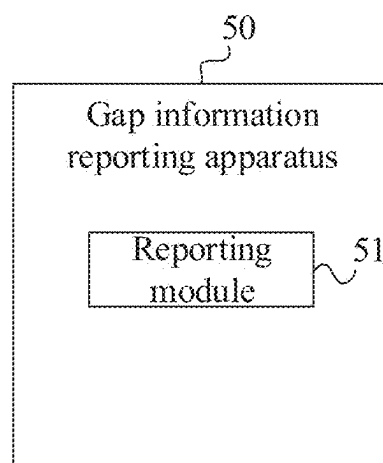 50
Gap information
reporting apparatus
Reporting
module
51